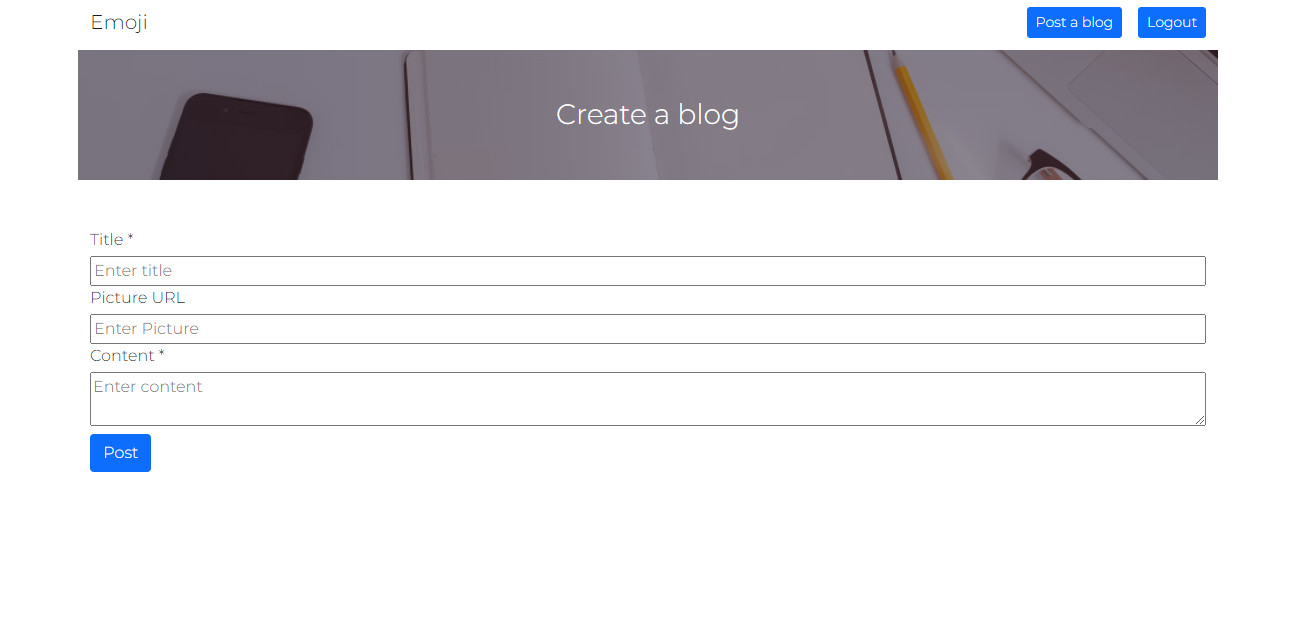 Emoji
Post a blog
Logout
Create a blog
Title *
Enter title
Picture URL
Enter Picture
Content *
Enter content
Post